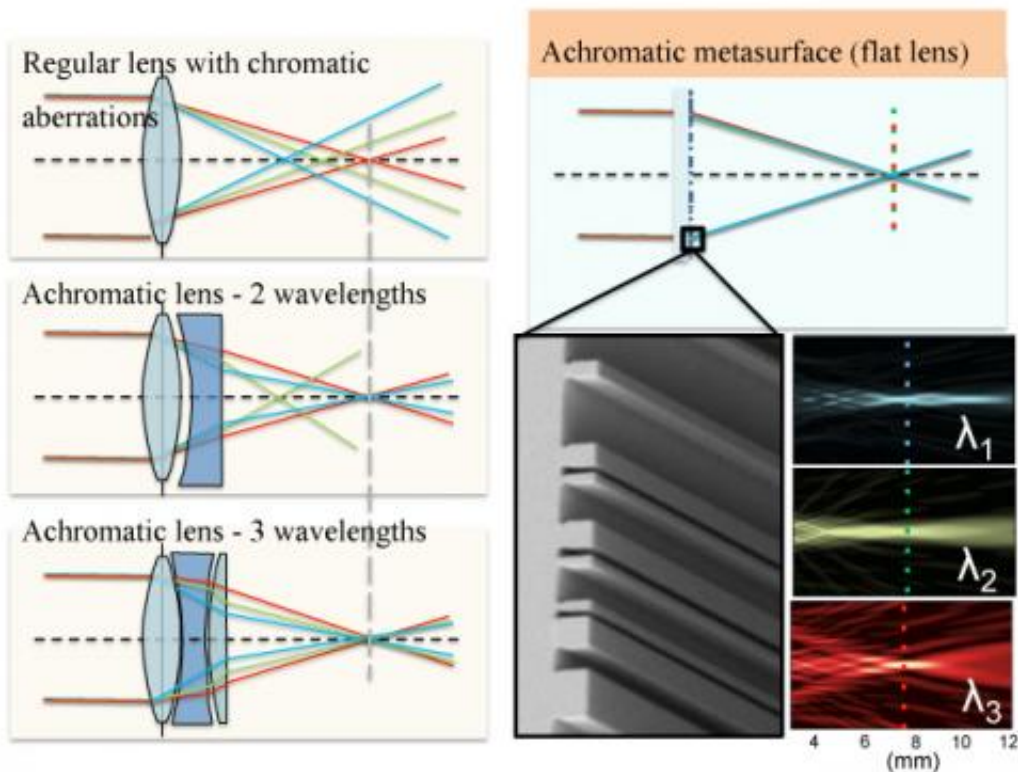 Regular lens with chromatic
aberrations
Achromatic lens - 2 wavelengths
Achromatic lens - 3 wavelengths
Achromatic metasurface (flat lens)
λ1
λ2
λ3
4 6 8 10 12
(mm)